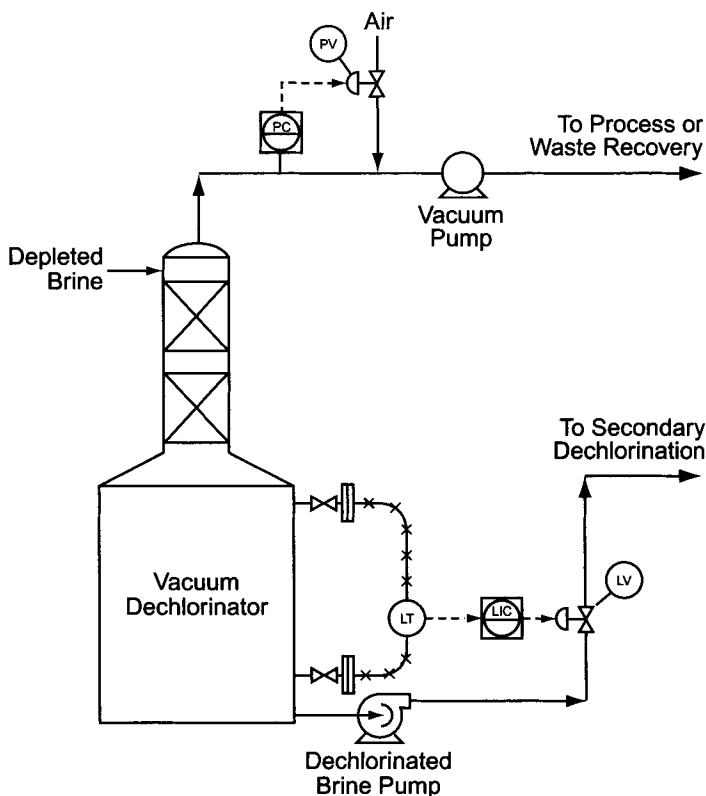 Air
PV
PC
To Process or
Waste Recovery
Vacuum
Pump
Depleted
Brine
To Secondary
Dechlorination
Vacuum
Dechlorinator
LT
LIC
LV
Dechlorinated
Brine Pump